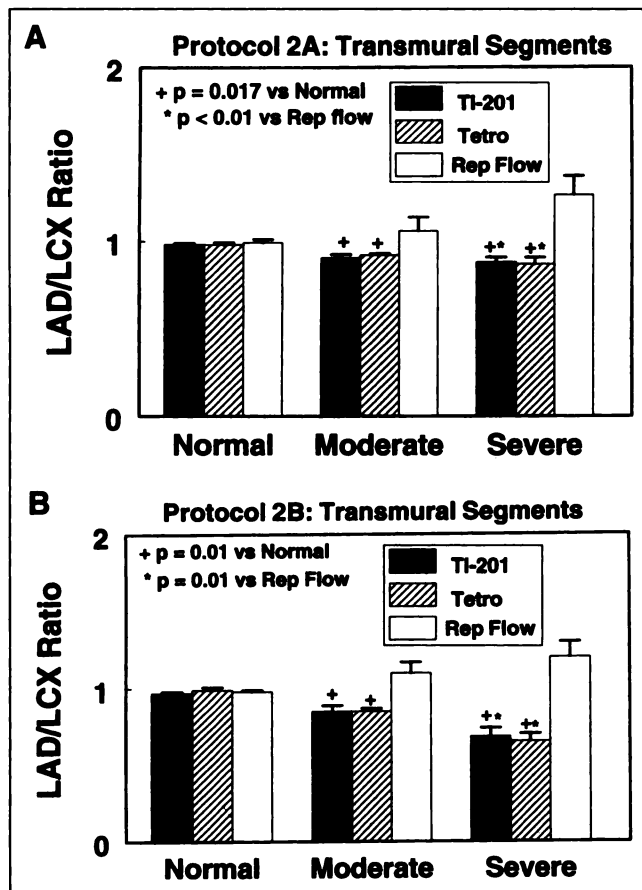 A
Protocol 2A: Transmural Segments
2
+ p = 0.017 vs Normal
* p < 0.01 vs Rep flow
Tl-201
Tetro
Rep Flow
LAD/LCX Ratio
1
+ +
+* +*
0
Normal Moderate Severe
B
Protocol 2B: Transmural Segments
2
+ p = 0.01 vs Normal
* p = 0.01 vs Rep Flow
Tl-201
Tetro
Rep Flow
LAD/LCX Ratio
1
+ +
+* +*
0
Normal Moderate Severe